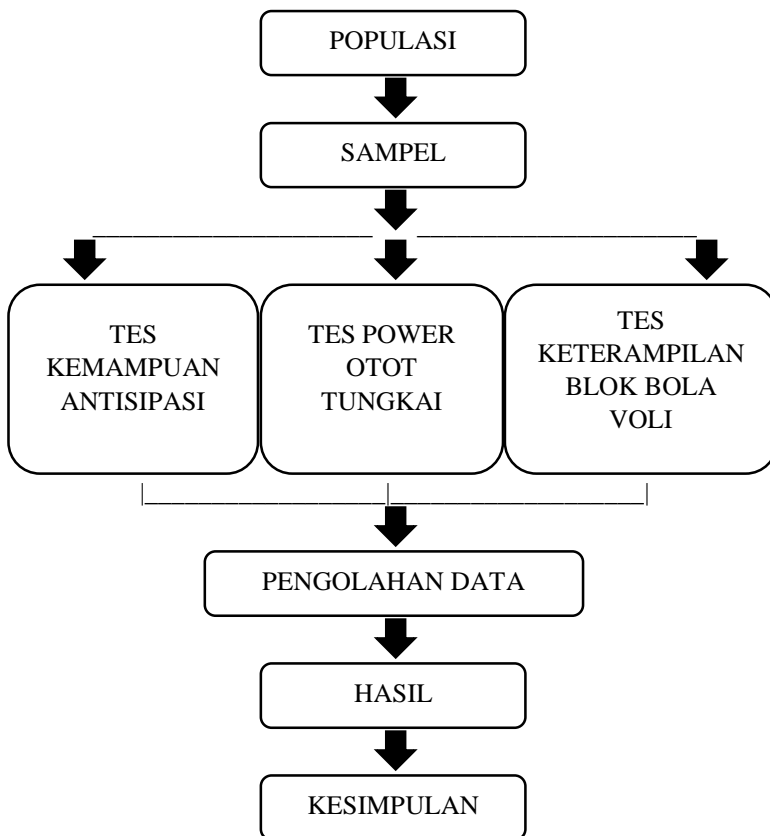 POPULASI
SAMPEL
TES
KEMAMPUAN
ANTISIPASI
TES POWER
OTOT
TUNGKAI
TES
KETERAMPILAN
BLOK BOLA
VOLI
PENGOLAHAN DATA
HASIL
KESIMPULAN